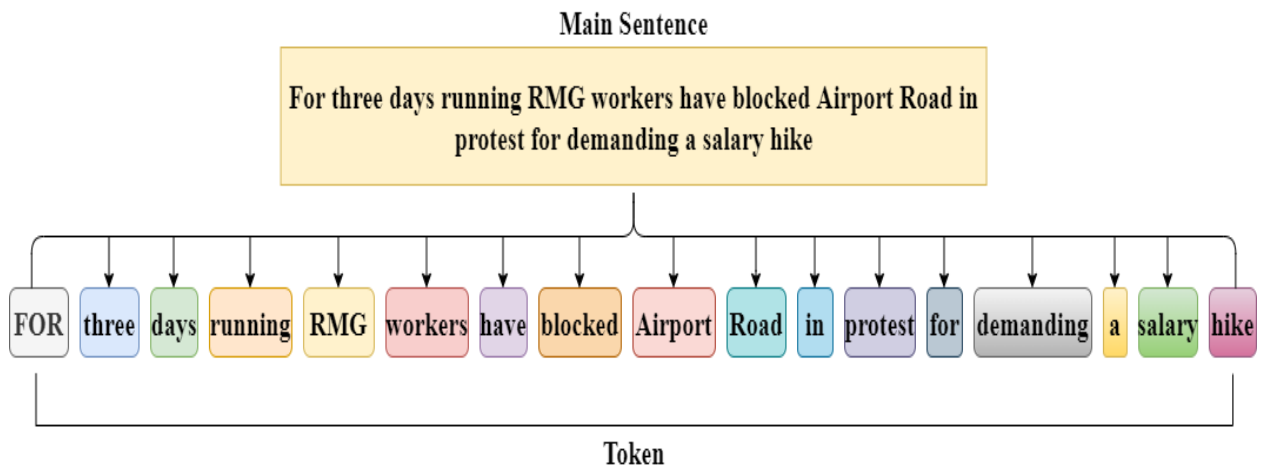 Main Sentence
For three days running RMG workers have blocked Airport Road in
protest for demanding a salary hike
FOR three days running RMG workers have blocked Airport Road in protest for demanding a salary hike
Token